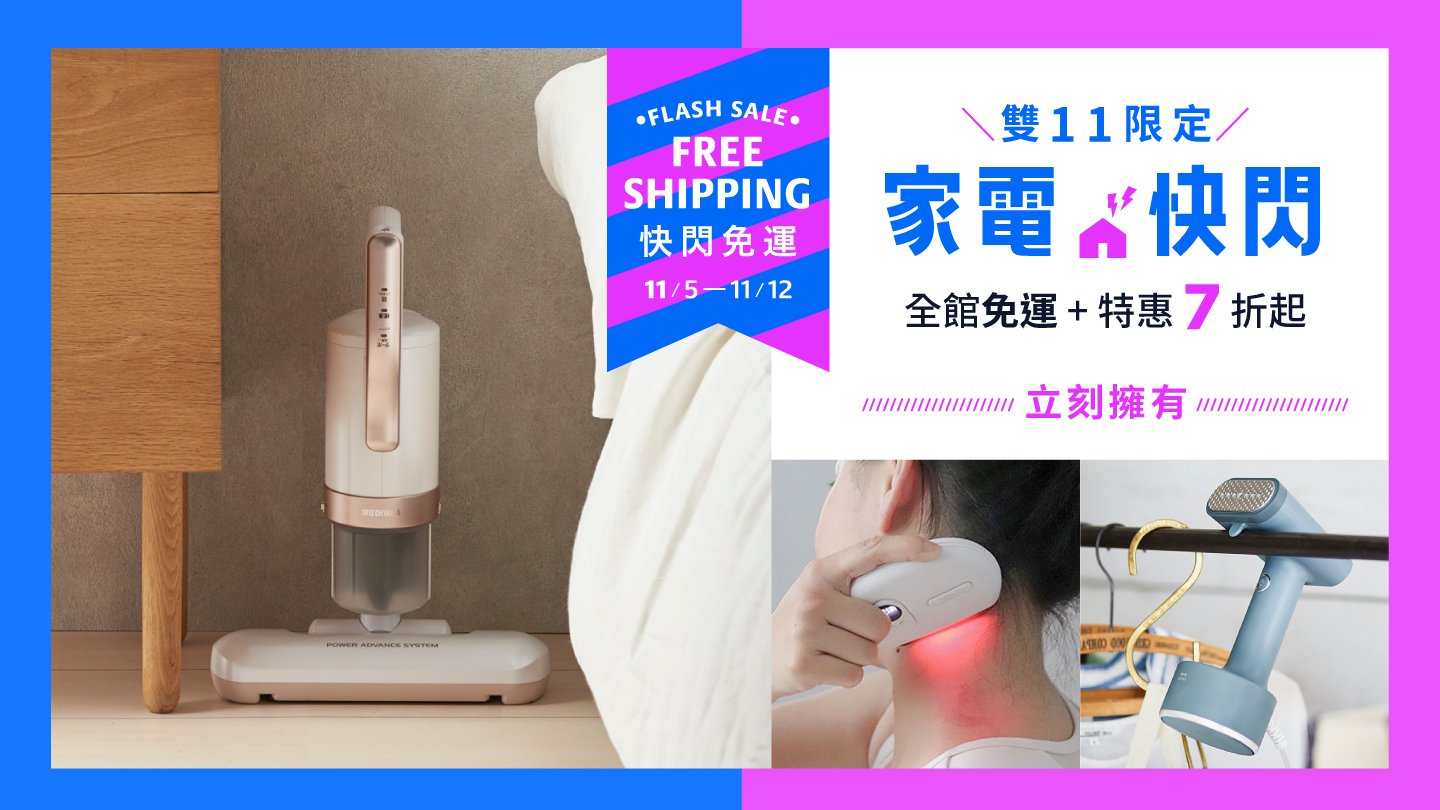 •FLASH SALE•
FREE
SHIPPING
快閃免運
11/5—11/12
雙11限定
家電快閃
全館免運+特惠7折起
立刻擁有
IRIS OHYAMA
POWER ADVANCE SYSTEM